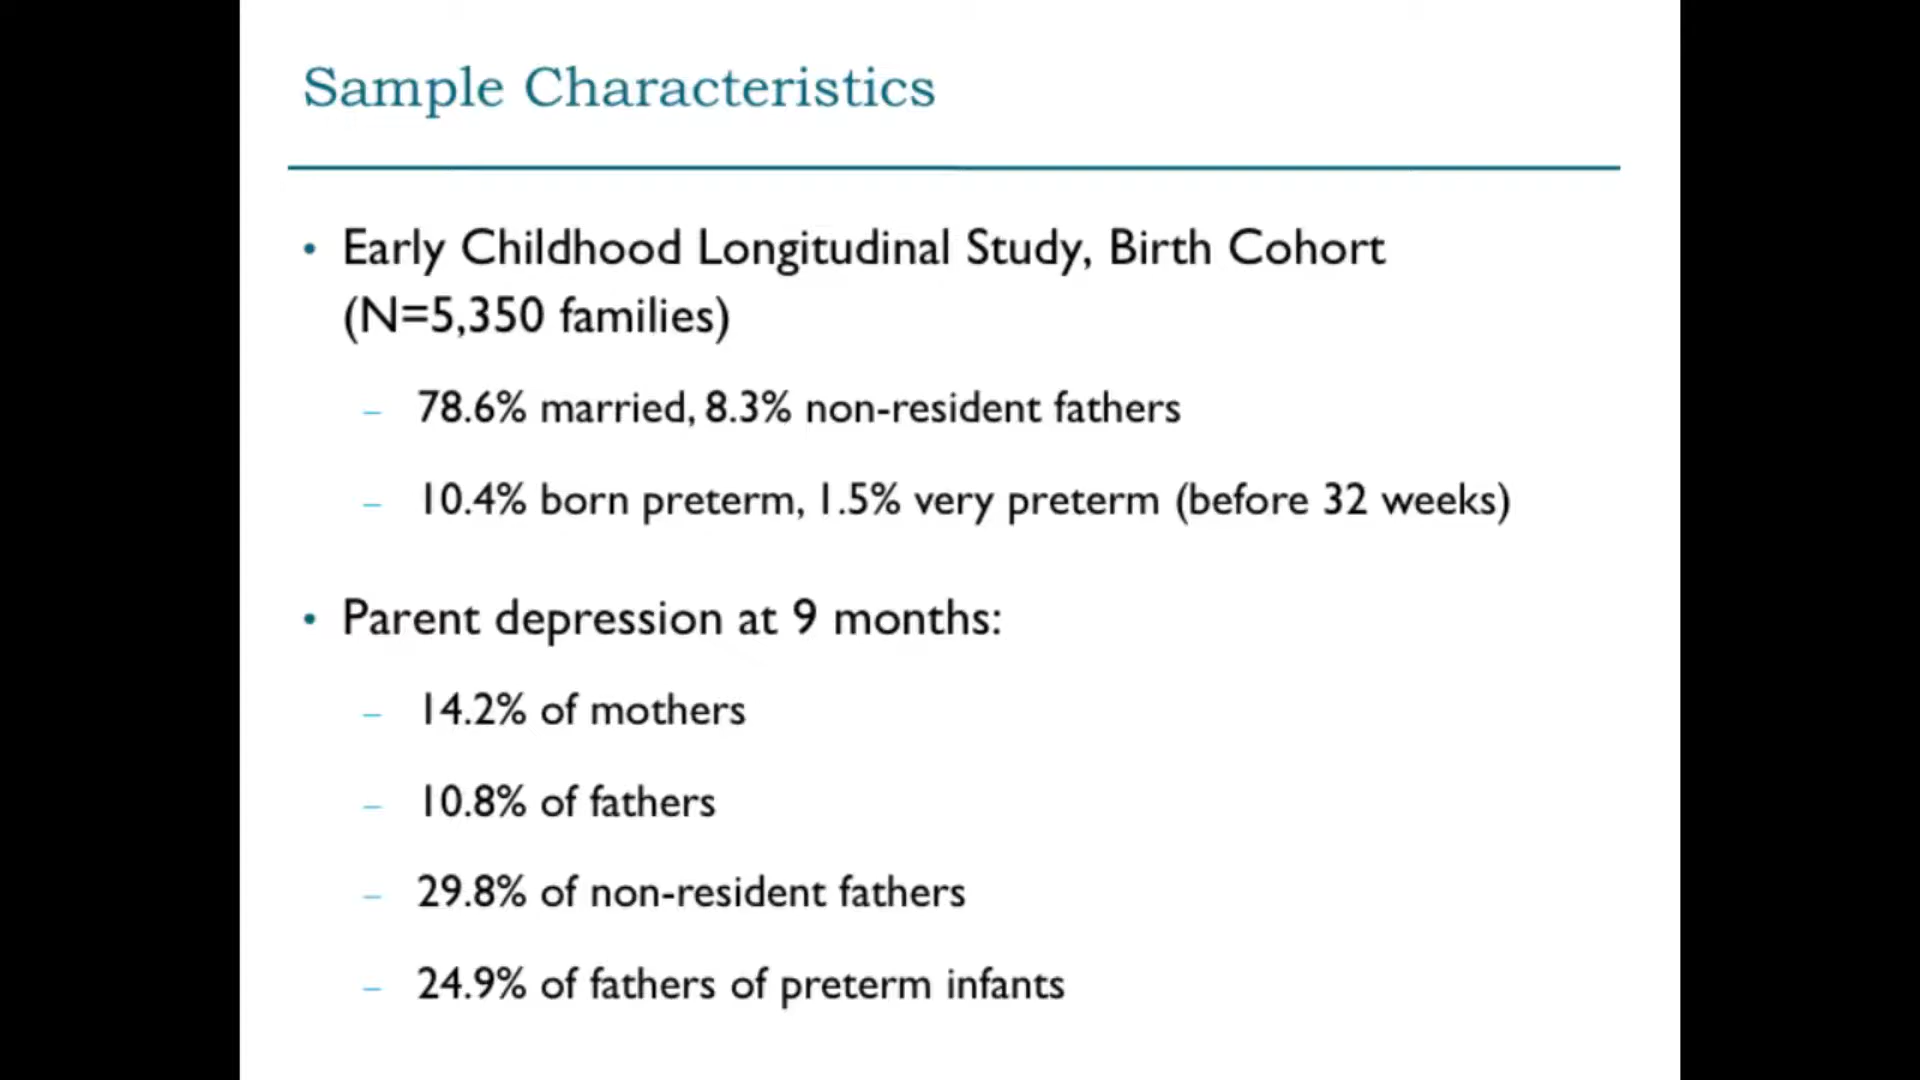 Sample Characteristics
• Early Childhood Longitudinal Study, Birth Cohort
(N=5,350 families)
– 78.6% married, 8.3% non-resident fathers
– 10.4% born preterm, 1.5% very preterm (before 32 weeks)
• Parent depression at 9 months:
– 14.2% of mothers
– 10.8% of fathers
– 29.8% of non-resident fathers
– 24.9% of fathers of preterm infants